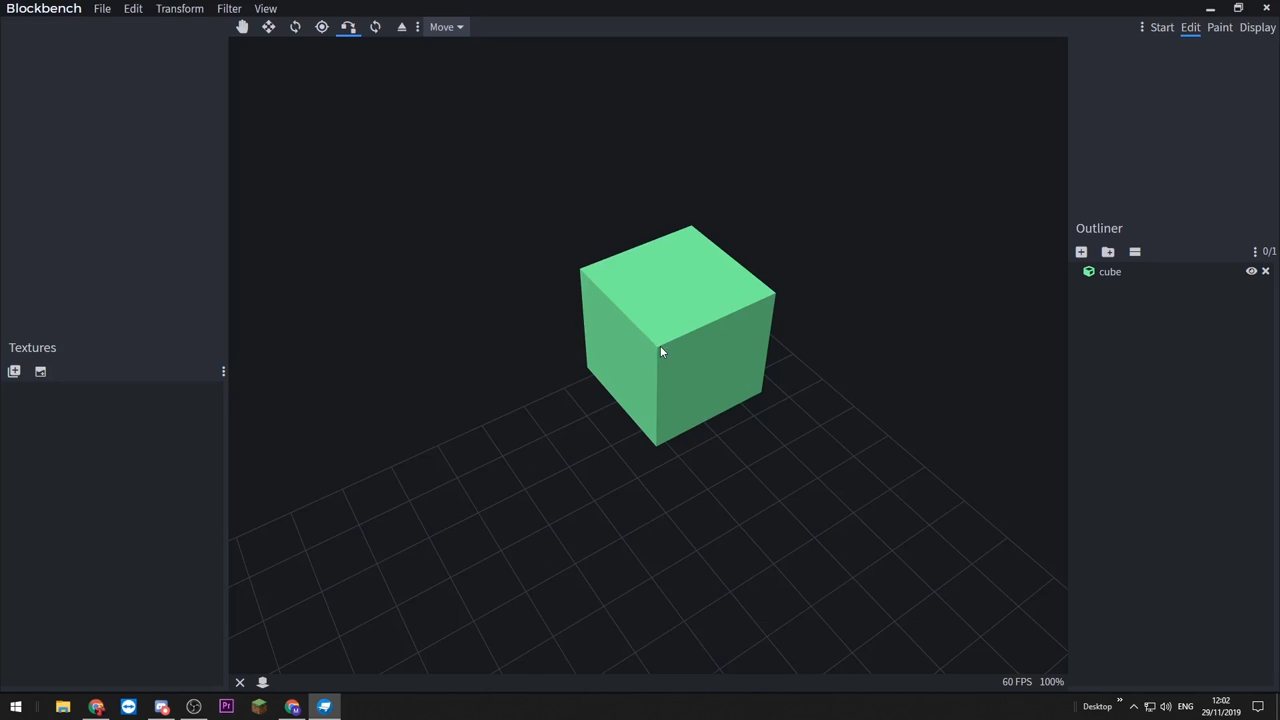 Blockbench File Edit Transform Filter View
Move
Start Edit Paint Display
Outliner
0/1
cube
Textures
60 FPS 100%
Pr
Desktop
ENG
12:02
29/11/2019